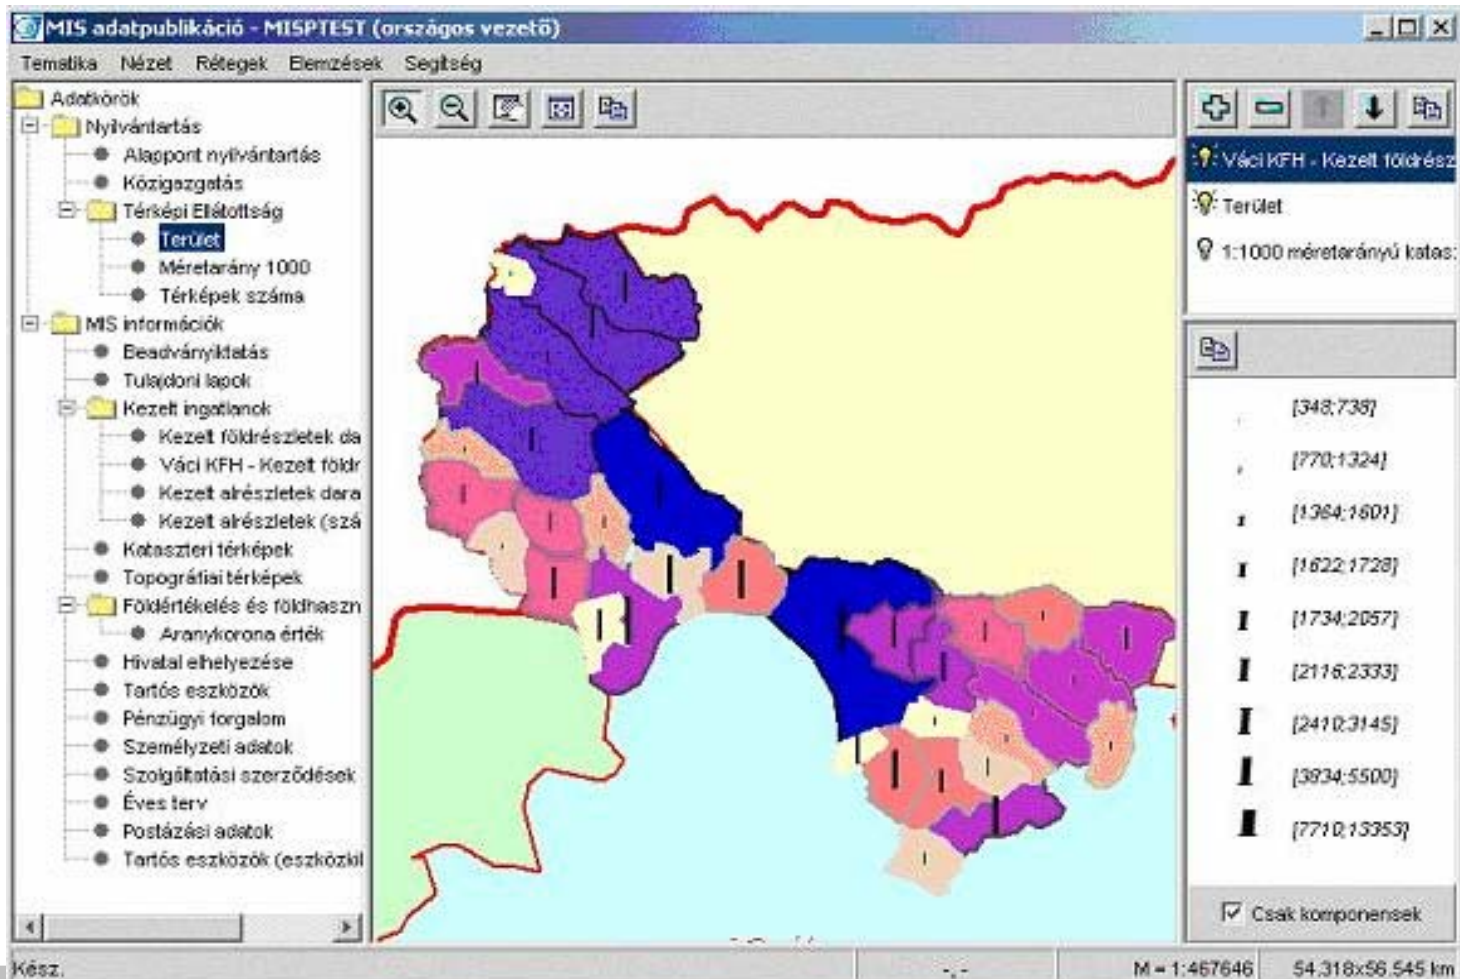 MIS adatpublikáció - MISPTEST (országos vezető)
Tematika Nézet Rétegek Elemzések Segítség
Adatkörök
Nyilvántartás
Alappont nyilvántartás
Közigazgatás
Térképi Ellátottság
Terület
Méretarány 1000
Térképek száma
MIS információk
Beadványiktatás
Tulajdoni lapok
Kezelt ingatlanok
Kezelt földrészletek da
Váci KFH - Kezelt földr
Kezelt alrészletek dara
Kezelt alrészletek (szá
Kataszteri térképek
Topográfiai térképek
Földértékelés és földhaszn
Aranykorona érték
Hivatal elhelyezése
Tartós eszközök
Pénzügyi forgalom
Személyzeti adatok
Szolgáltatási szerződések
Éves terv
Postázási adatok
Tartós eszközök (eszközkil
Váci KFH - Kezelt földrész
Terület
1:1000 méretarányú katas:
[348;738]
[770;1324]
[1364;1601]
[1622;1728]
[1734;2057]
[2116;2333]
[2410;3145]
[3834;5500]
[7710;13353]
Csak komponensek
Kész.
-,-
M = 1:467646
54.318x56.545 km